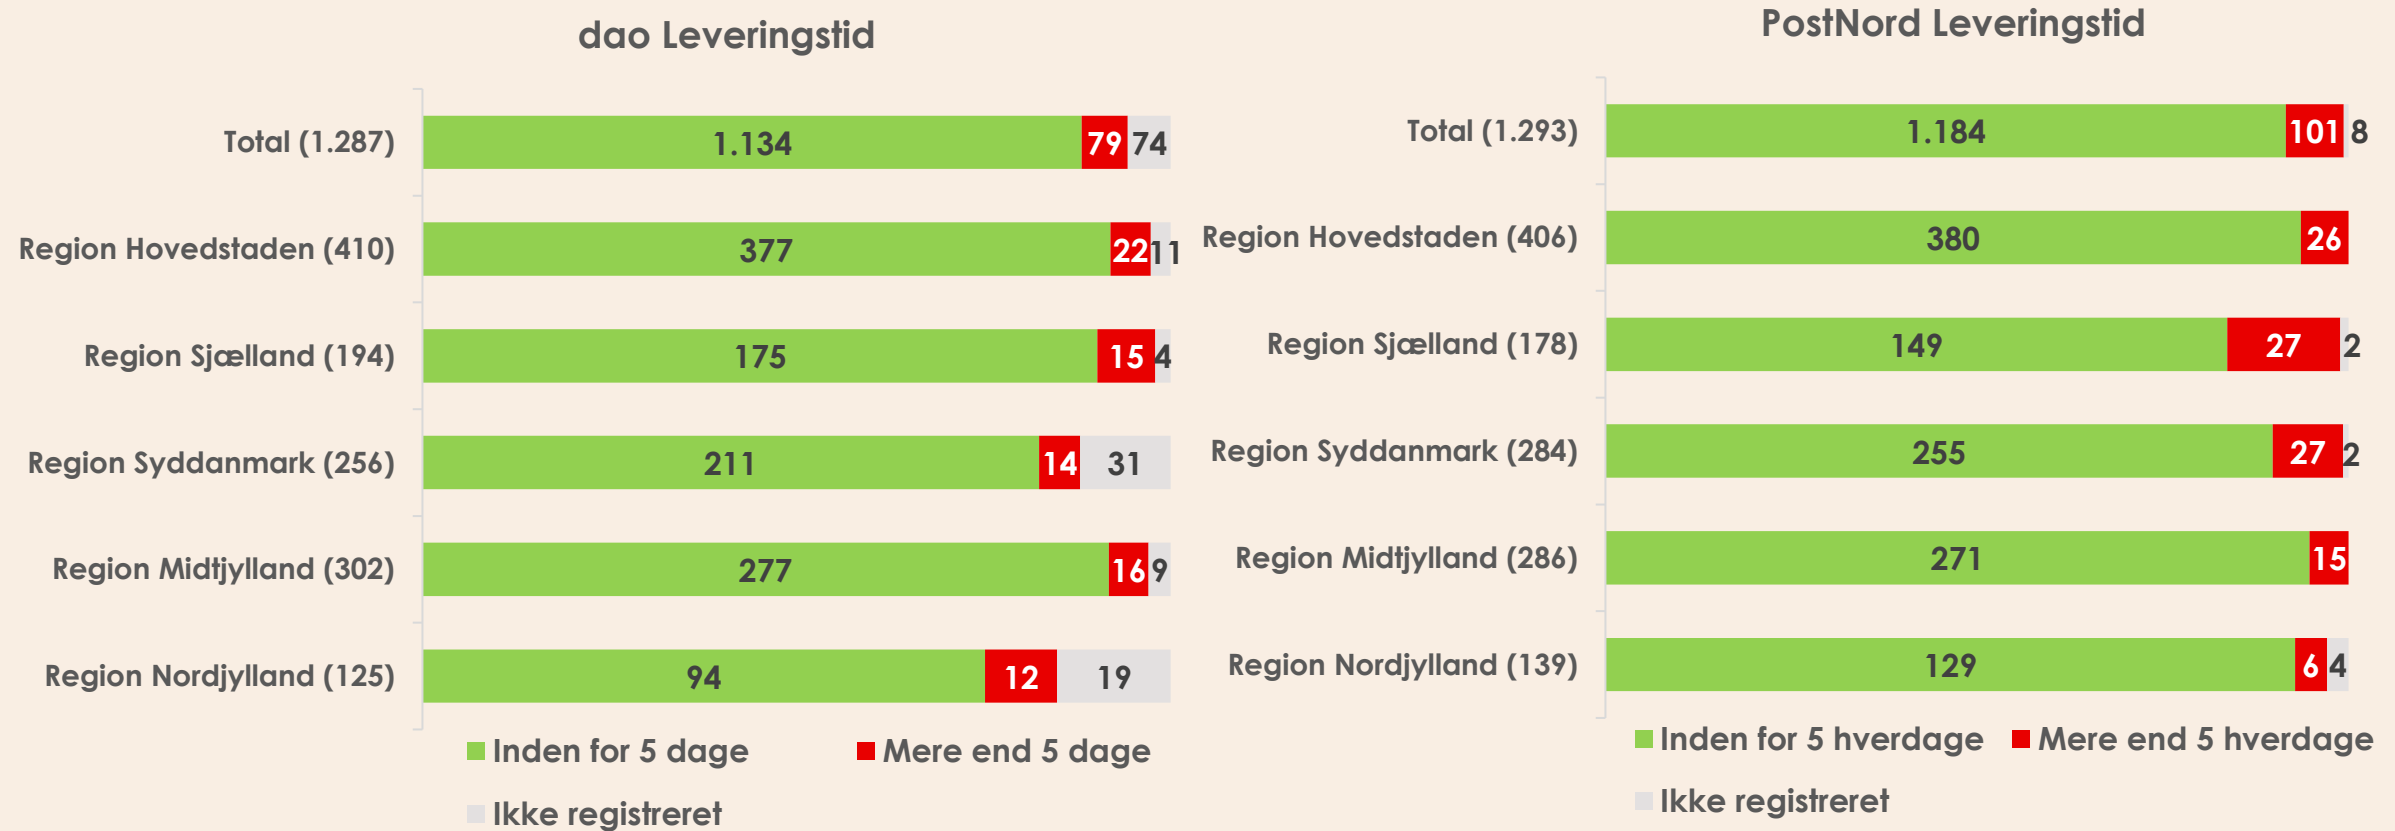 dao Leveringstid
Total (1.287) 1.134 79 74
Region Hovedstaden (410) 377 22 11
Region Sjælland (194) 175 15 4
Region Syddanmark (256) 211 14 31
Region Midtjylland (302) 277 16 9
Region Nordjylland (125) 94 12 19
Inden for 5 dage Mere end 5 dage
Ikke registreret
PostNord Leveringstid
Total (1.293) 1.184 101 8
Region Hovedstaden (406) 380 26
Region Sjælland (178) 149 27 2
Region Syddanmark (284) 255 27 2
Region Midtjylland (286) 271 15
Region Nordjylland (139) 129 6 4
Inden for 5 hverdage Mere end 5 hverdage
Ikke registreret